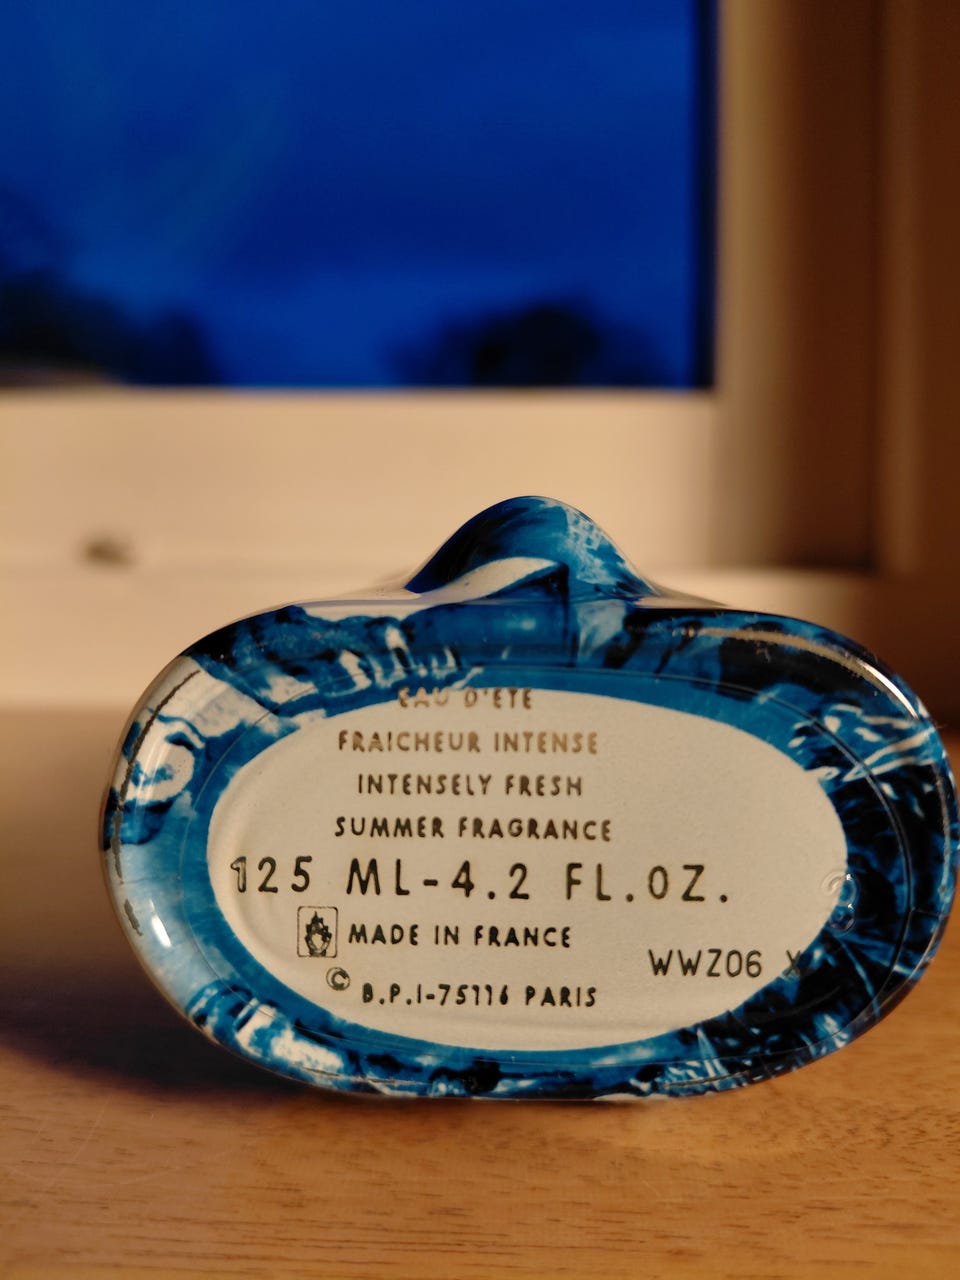 EAU D'ÉTÉ
FRAICHEUR INTENSE
INTENSELY FRESH
SUMMER FRAGRANCE
125 ML-4.2 FL.OZ.
MADE IN FRANCE
WWZ06 X
© B.P.I-75116 PARIS